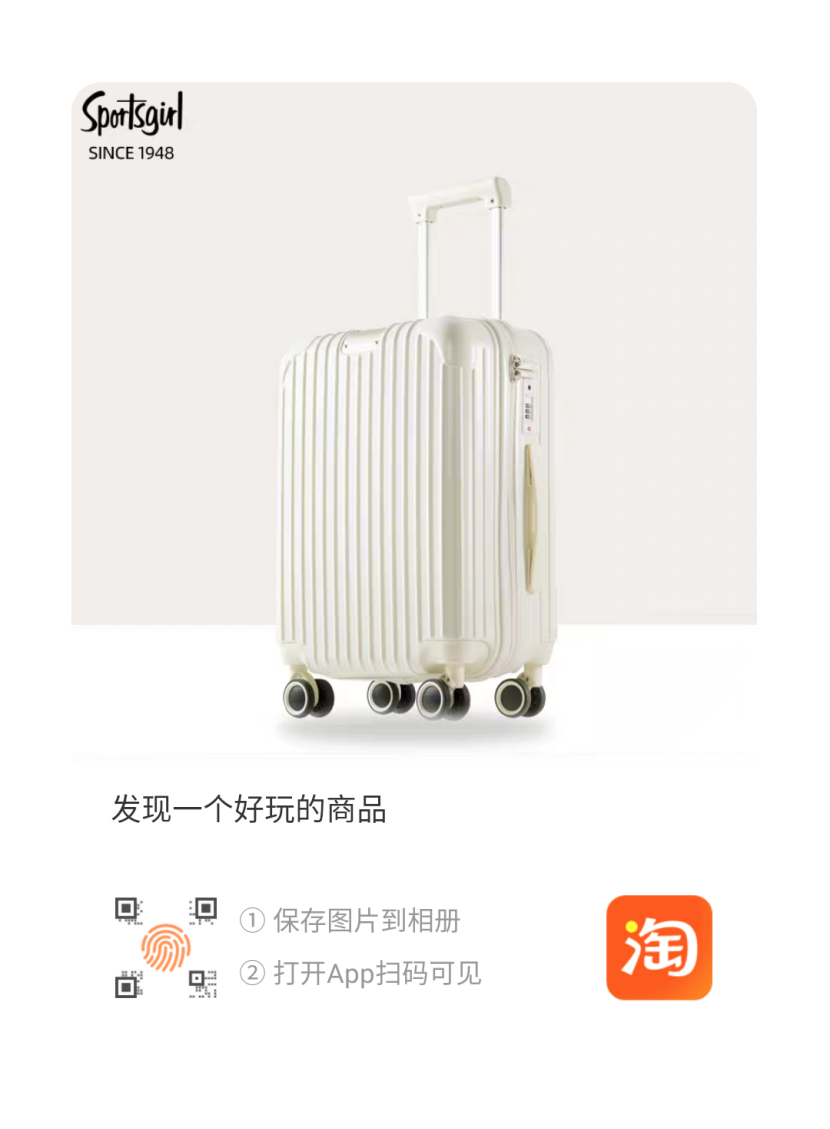 Sportsgirl
SINCE 1948
发现一个好玩的商品
① 保存图片到相册
② 打开App扫码可见
淘